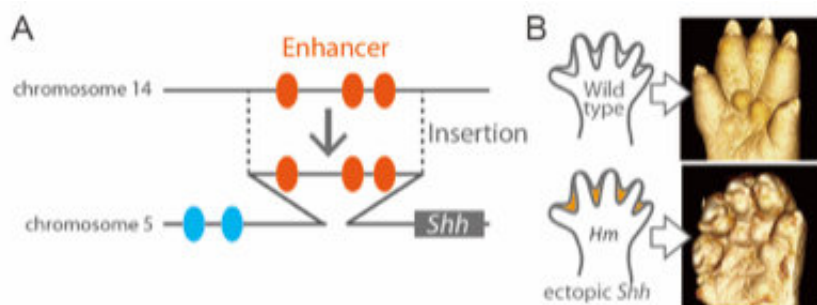 A
Enhancer
chromosome 14
Insertion
chromosome 5
Shh
B
Wild
type
Hm
ectopic Shh